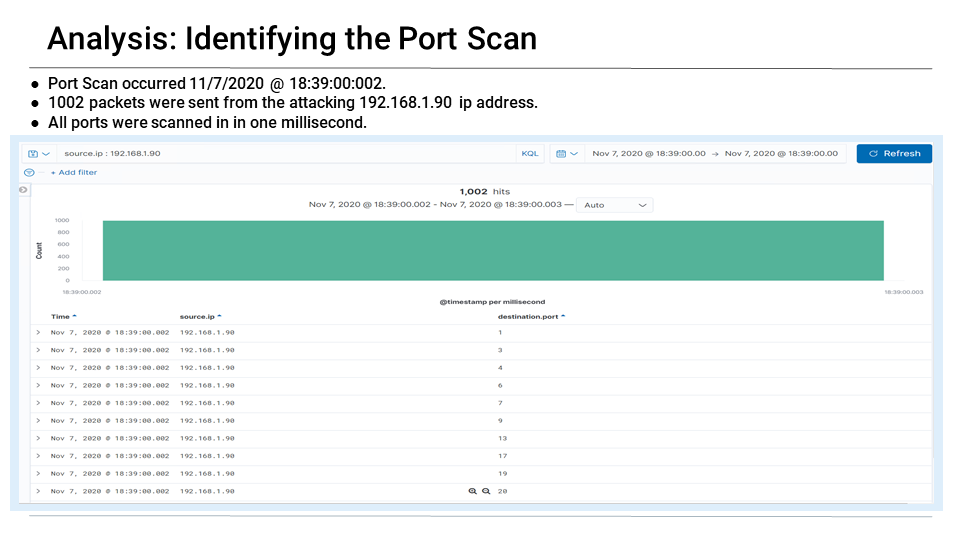 Analysis: Identifying the Port Scan
● Port Scan occurred 11/7/2020 @ 18:39:00:002.
● 1002 packets were sent from the attacking 192.168.1.90 ip address.
● All ports were scanned in in one millisecond.
source.ip : 192.168.1.90 KQL Nov 7, 2020 @ 18:39:00.00 → Nov 7, 2020 @ 18:39:00.00 Refresh
+ Add filter
1,002 hits
Nov 7, 2020 @ 18:39:00.002 - Nov 7, 2020 @ 18:39:00.003 — Auto
1000
800
600
400
200
0
Count
18:39:00.002 18:39:00.003
@timestamp per millisecond
Time source.ip destination.port
Nov 7, 2020 @ 18:39:00.002 192.168.1.90 1
Nov 7, 2020 @ 18:39:00.002 192.168.1.90 3
Nov 7, 2020 @ 18:39:00.002 192.168.1.90 4
Nov 7, 2020 @ 18:39:00.002 192.168.1.90 6
Nov 7, 2020 @ 18:39:00.002 192.168.1.90 7
Nov 7, 2020 @ 18:39:00.002 192.168.1.90 9
Nov 7, 2020 @ 18:39:00.002 192.168.1.90 13
Nov 7, 2020 @ 18:39:00.002 192.168.1.90 17
Nov 7, 2020 @ 18:39:00.002 192.168.1.90 19
Nov 7, 2020 @ 18:39:00.002 192.168.1.90 20